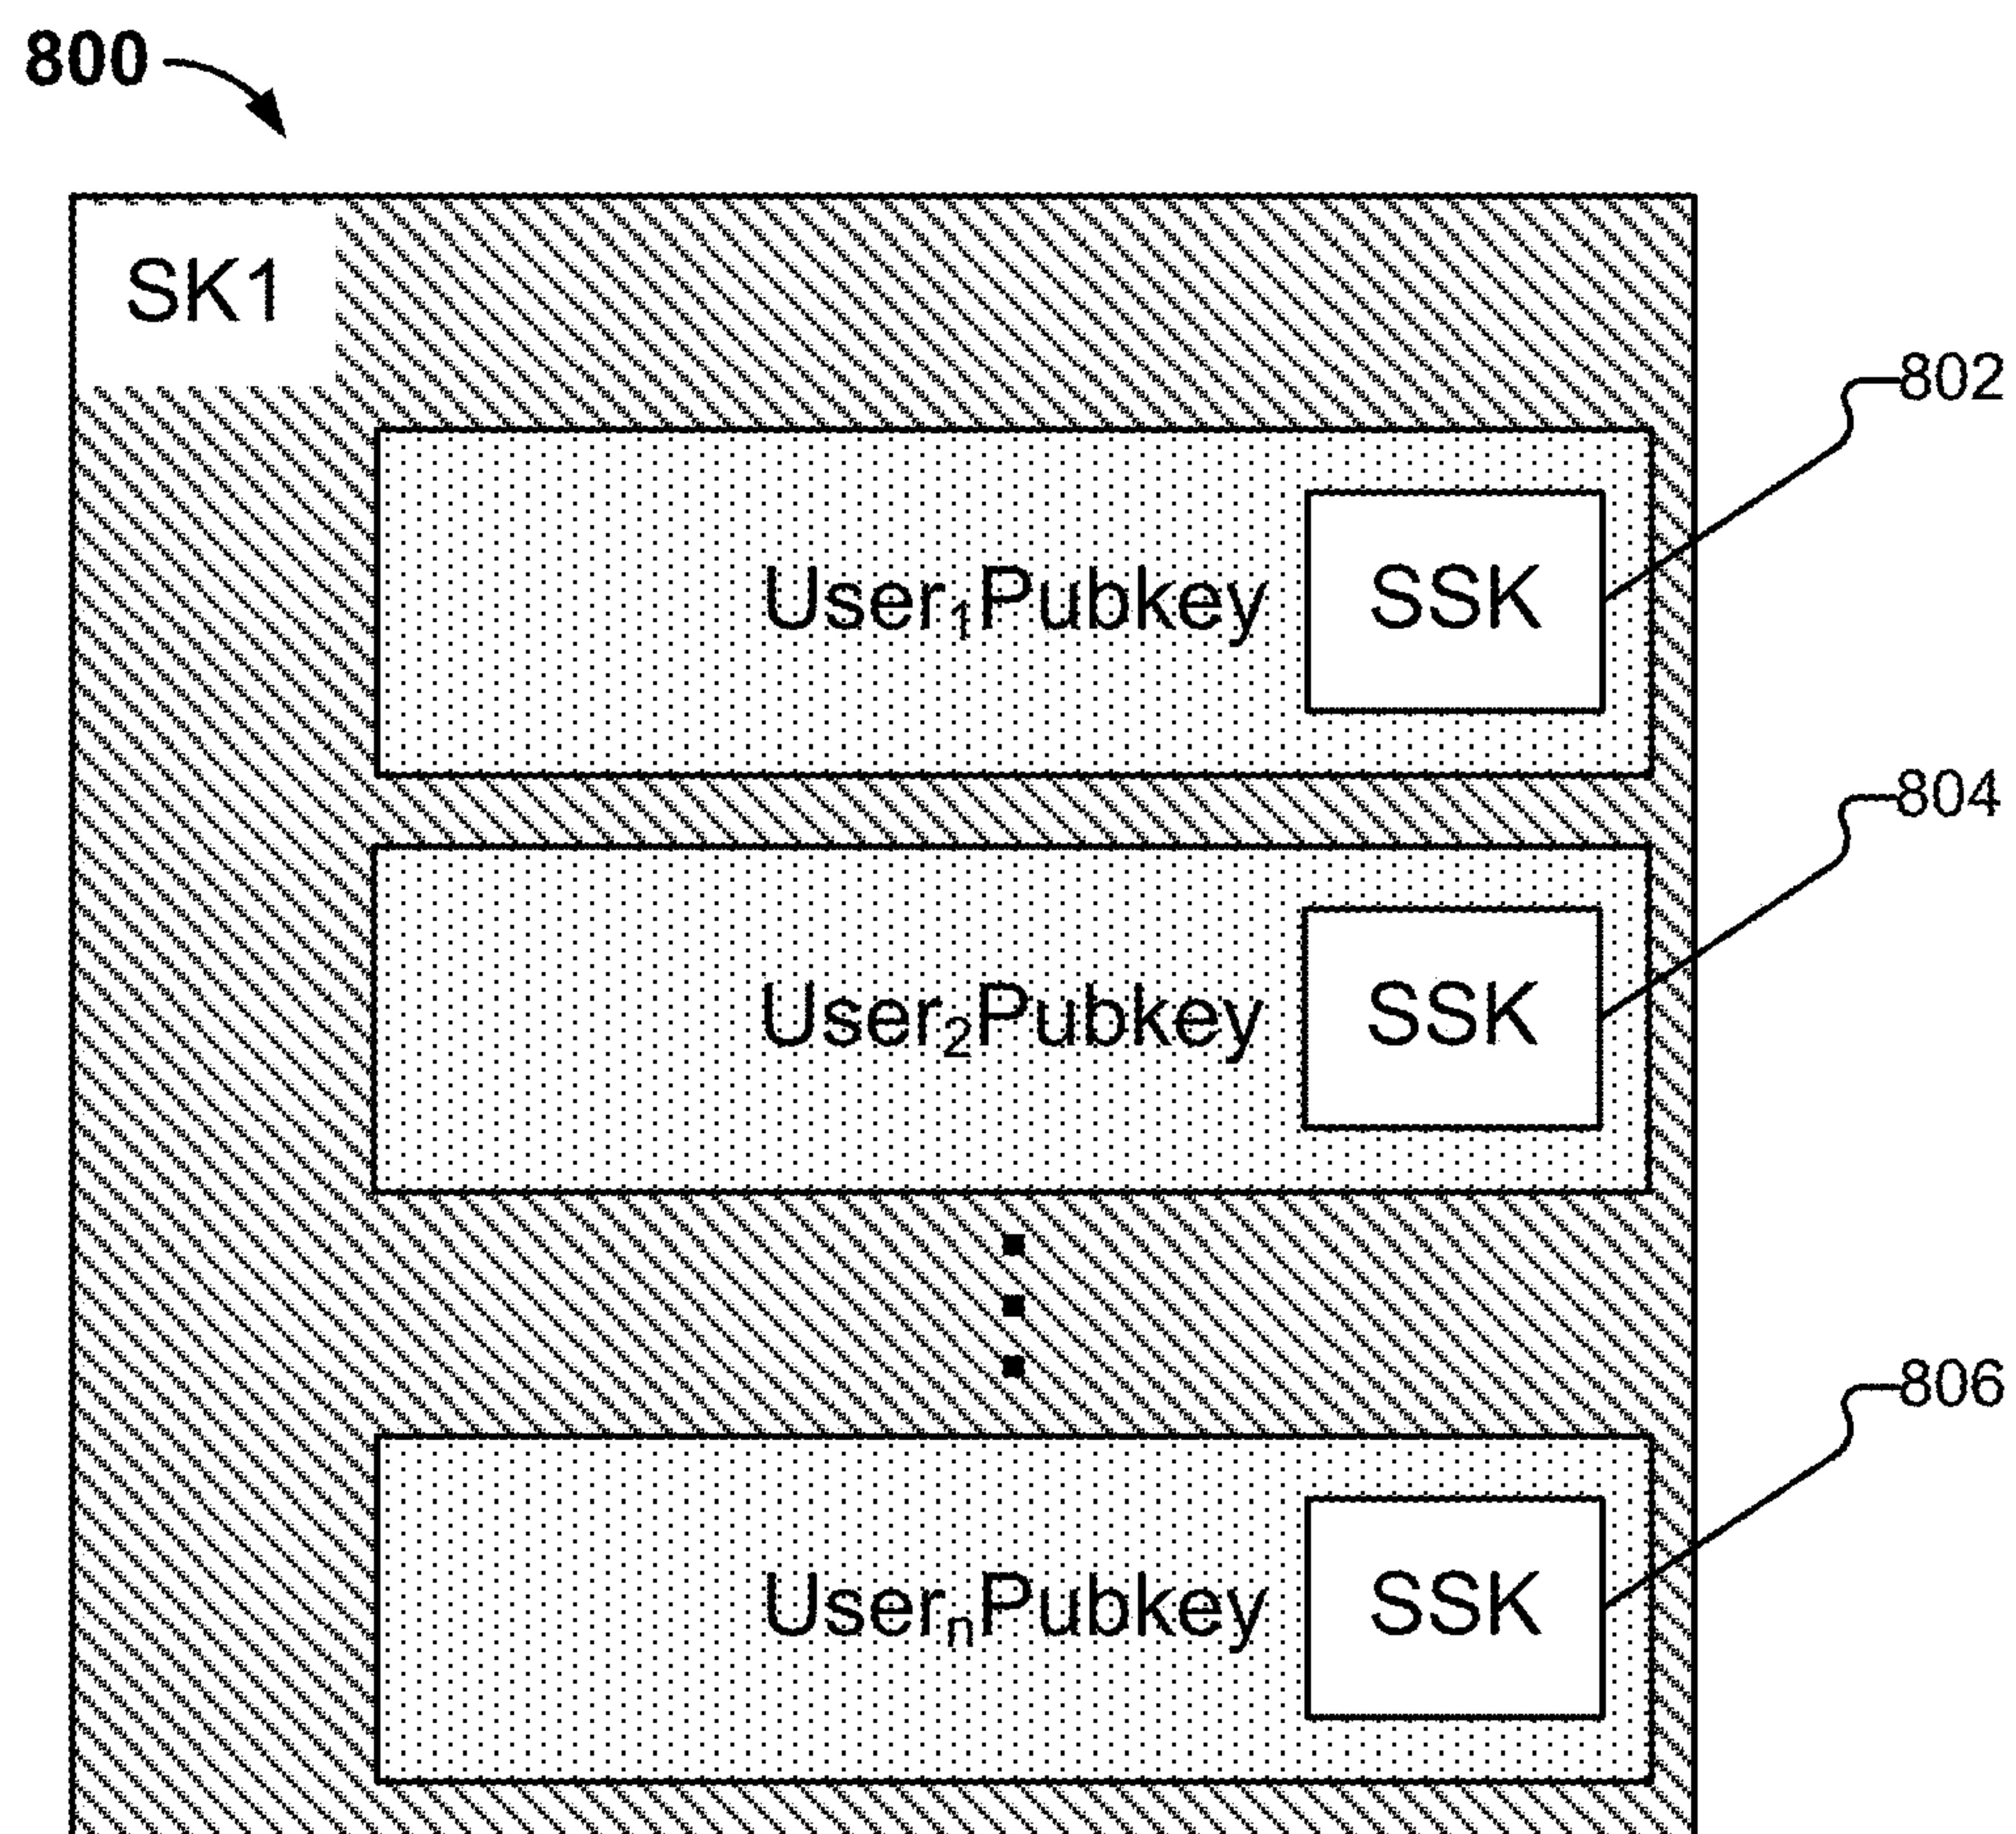 800
SK1
802
User₁Pubkey SSK
804
User₂Pubkey SSK
806
UserₙPubkey SSK